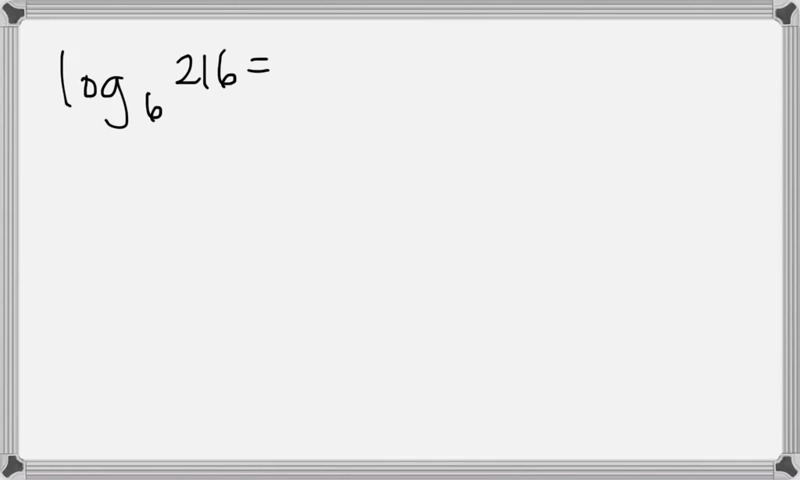 log₆ 216 =